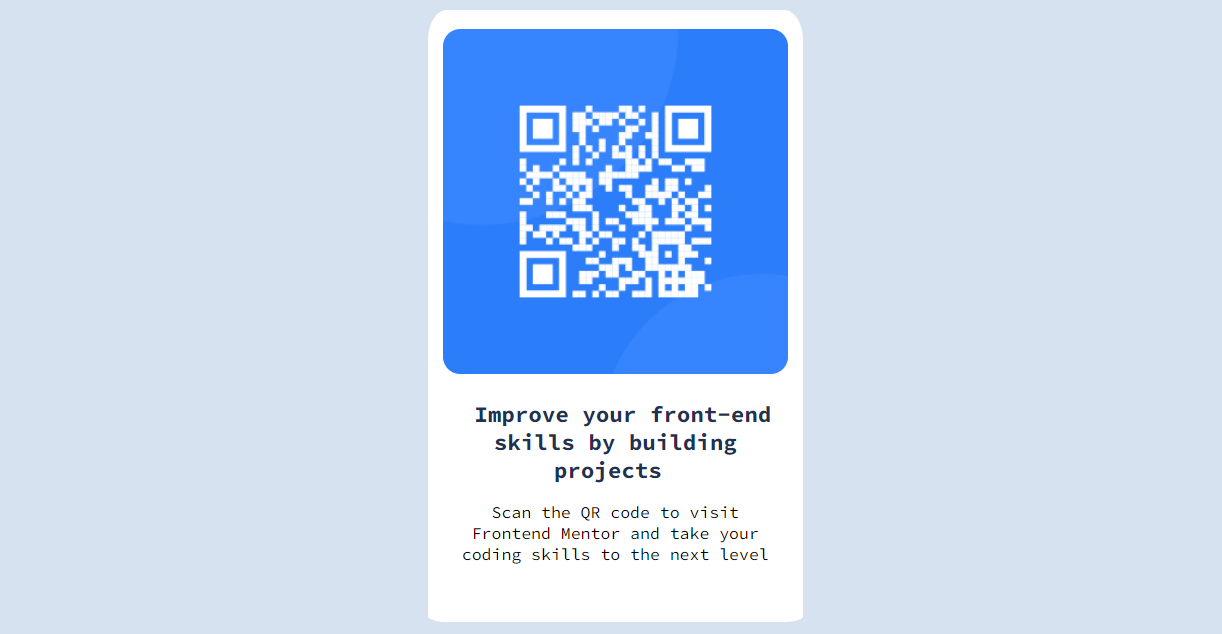 Improve your front-end
skills by building
projects
Scan the QR code to visit
Frontend Mentor and take your
coding skills to the next level